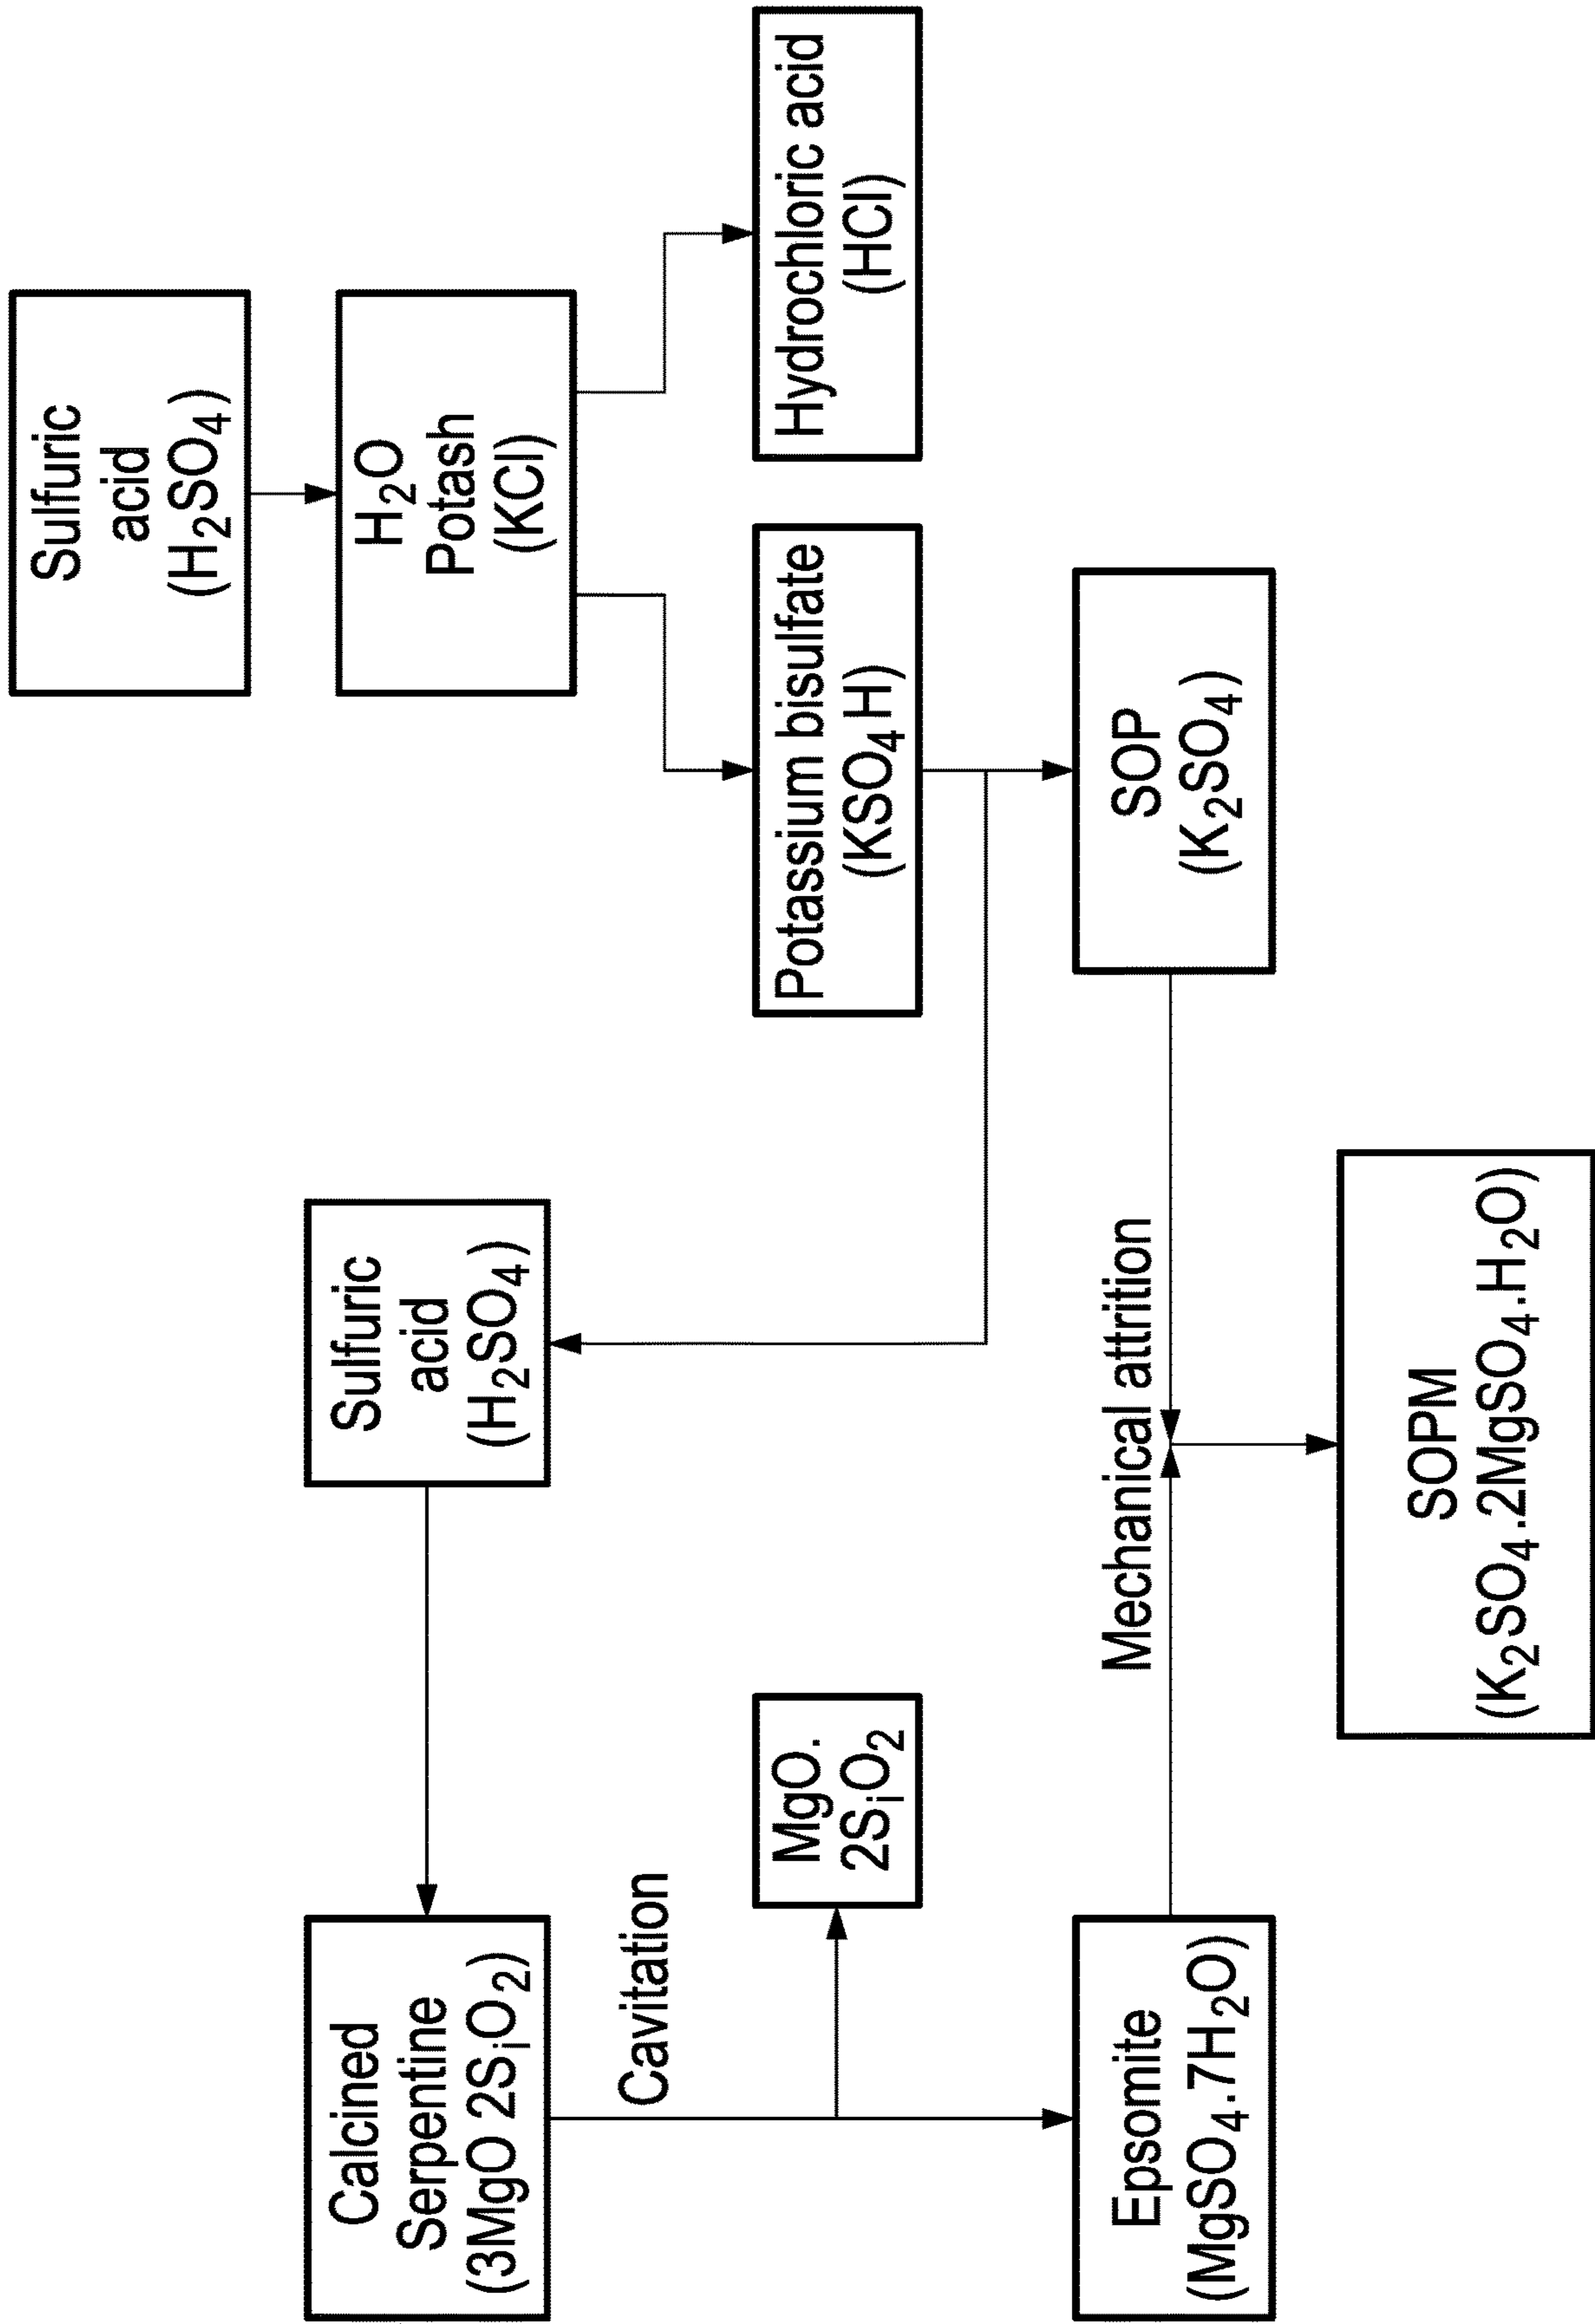 Sulfuric
acid
(H₂SO₄)
H₂O
Potash
(KCl)
Hydrochloric acid
(HCl)
Potassium bisulfate
(KSO₄H)
SOP
(K₂SO₄)
Sulfuric
acid
(H₂SO₄)
Calcined
Serpentine
(3MgO 2SᵢO₂)
Cavitation
MgO.
2SᵢO₂
Epsomite
(MgSO₄.7H₂O)
Mechanical attrition
SOPM
(K₂SO₄.2MgSO₄.H₂O)